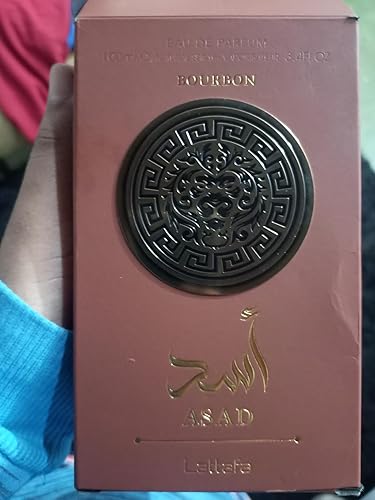 EAU DE PARFUM
BOURBON
أسد
ASAD
Lattafa